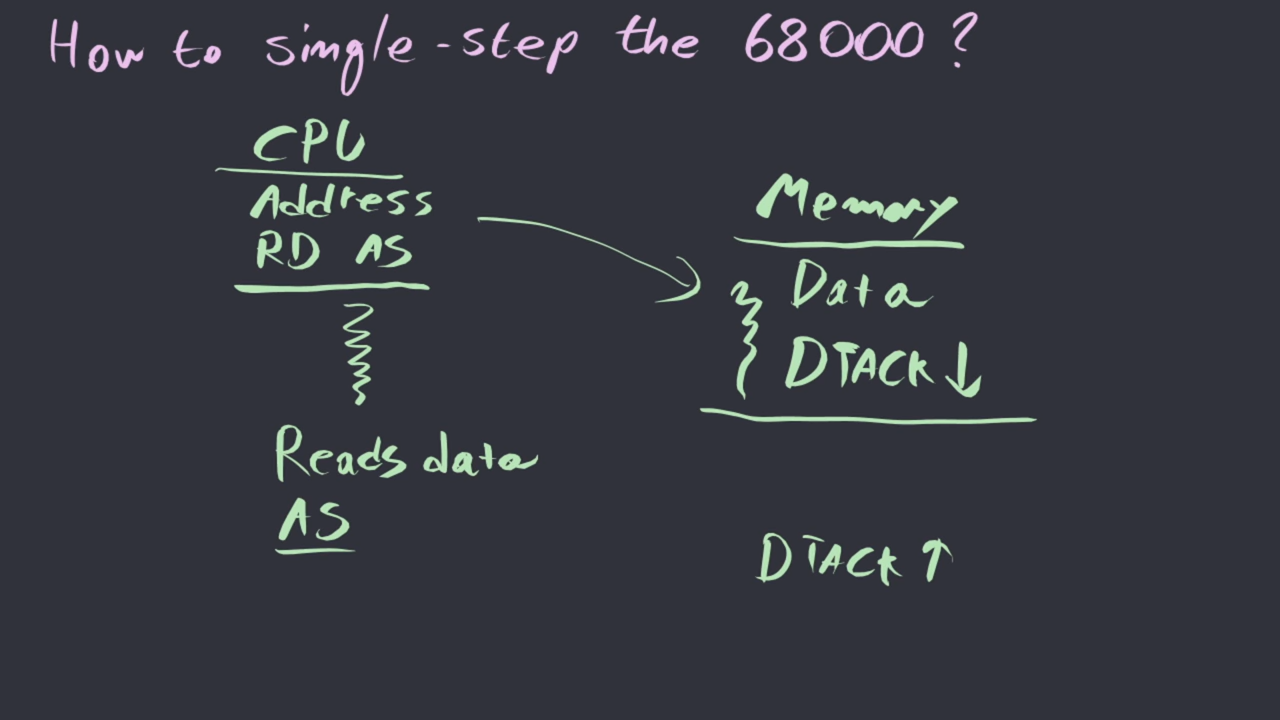 How to single-step the 68000?
CPU
Address
RD AS
Reads data
AS
Memory
Data
DTACK ↓
DTACK ↑